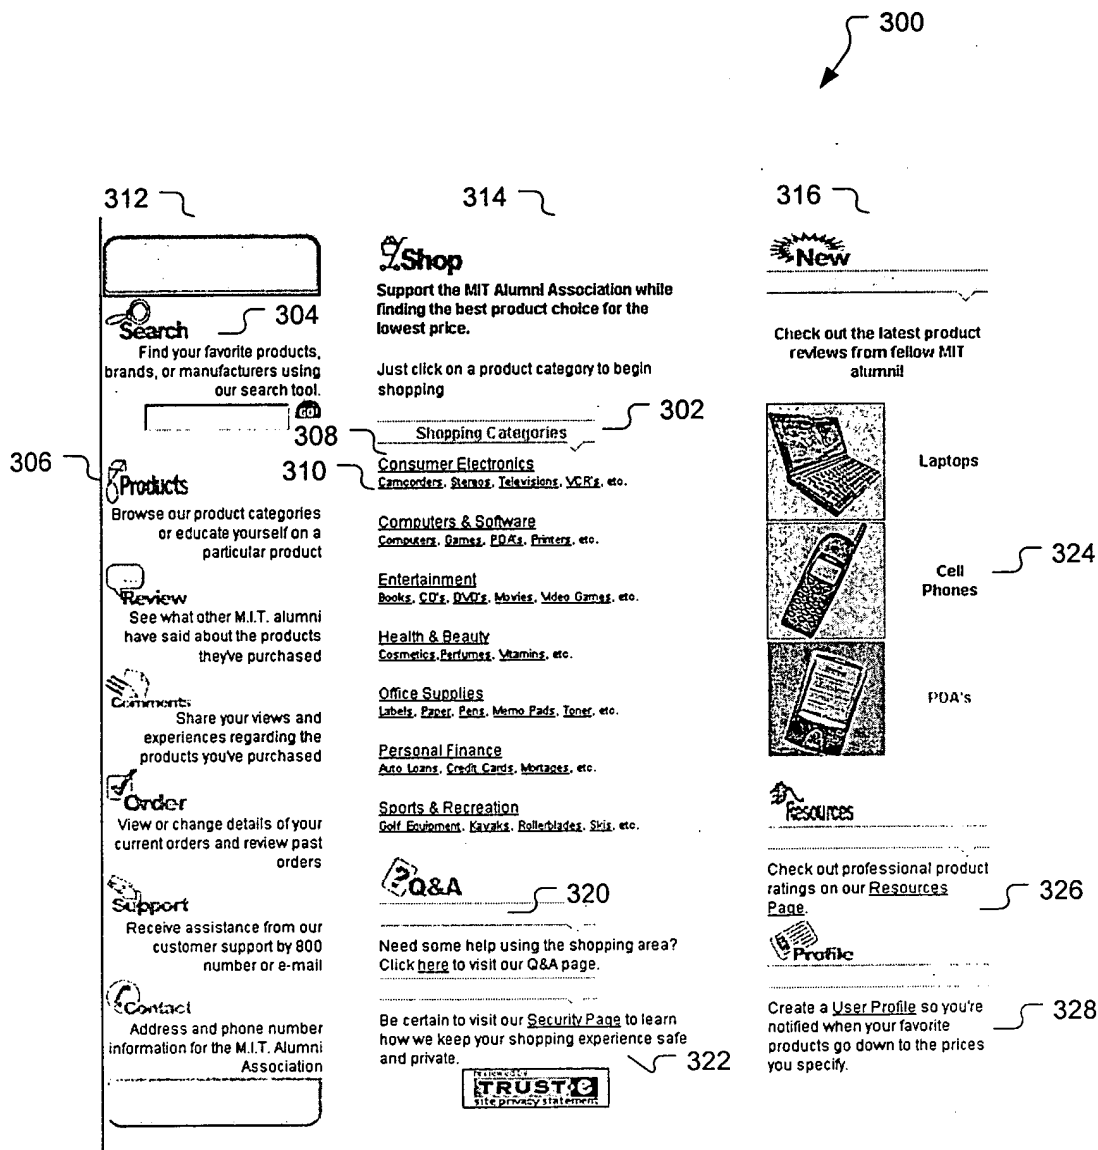 300
312
314
316
Search
304
Find your favorite products,
brands, or manufacturers using
our search tool.
GO!
306
Products
Browse our product categories
or educate yourself on a
particular product
Review
See what other M.I.T. alumni
have said about the products
they've purchased
Comments
Share your views and
experiences regarding the
products you've purchased
Order
View or change details of your
current orders and review past
orders
Support
Receive assistance from our
customer support by 800
number or e-mail
Contact
Address and phone number
information for the M.I.T. Alumni
Association
Shop
Support the MIT Alumni Association while
finding the best product choice for the
lowest price.
Just click on a product category to begin
shopping
302
308
Shopping Categories
310
Consumer Electronics
Camcorders, Stereos, Televisions, VCR's, etc.
Computers & Software
Computers, Games, PDA's, Printers, etc.
Entertainment
Books, CD's, DVD's, Movies, Video Games, etc.
Health & Beauty
Cosmetics,Perfumes, Vitamins, etc.
Office Supplies
Labels, Paper, Pens, Memo Pads, Toner, etc.
Personal Finance
Auto Loans, Credit Cards, Mortages, etc.
Sports & Recreation
Golf Equipment, Kayaks, Rollerblades, Skis, etc.
Q&A
320
Need some help using the shopping area?
Click here to visit our Q&A page.
Be certain to visit our Security Page to learn
how we keep your shopping experience safe
and private.
322
reviewed by
TRUSTe
site privacy statement
New
Check out the latest product
reviews from fellow MIT
alumni!
Laptops
Cell
Phones
324
PDA's
Resources
Check out professional product
ratings on our Resources
Page.
326
Profile
Create a User Profile so you're
notified when your favorite
products go down to the prices
you specify.
328